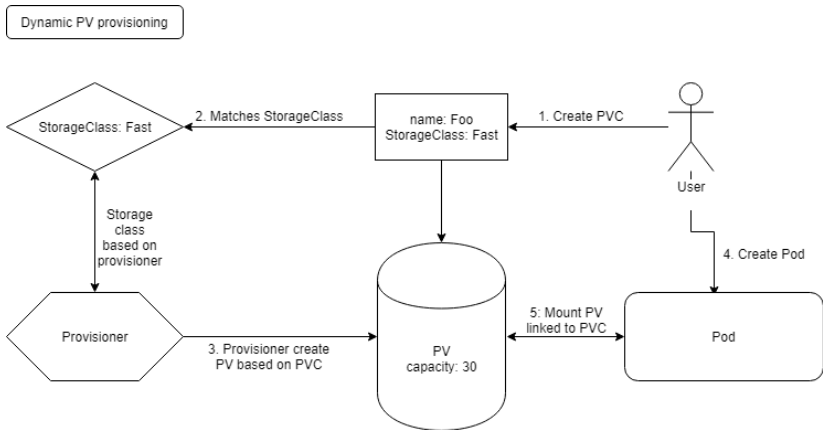 Dynamic PV provisioning
StorageClass: Fast
2. Matches StorageClass
name: Foo
StorageClass: Fast
1. Create PVC
User
Storage
class
based on
provisioner
4. Create Pod
Provisioner
3. Provisioner create
PV based on PVC
PV
capacity: 30
5: Mount PV
linked to PVC
Pod